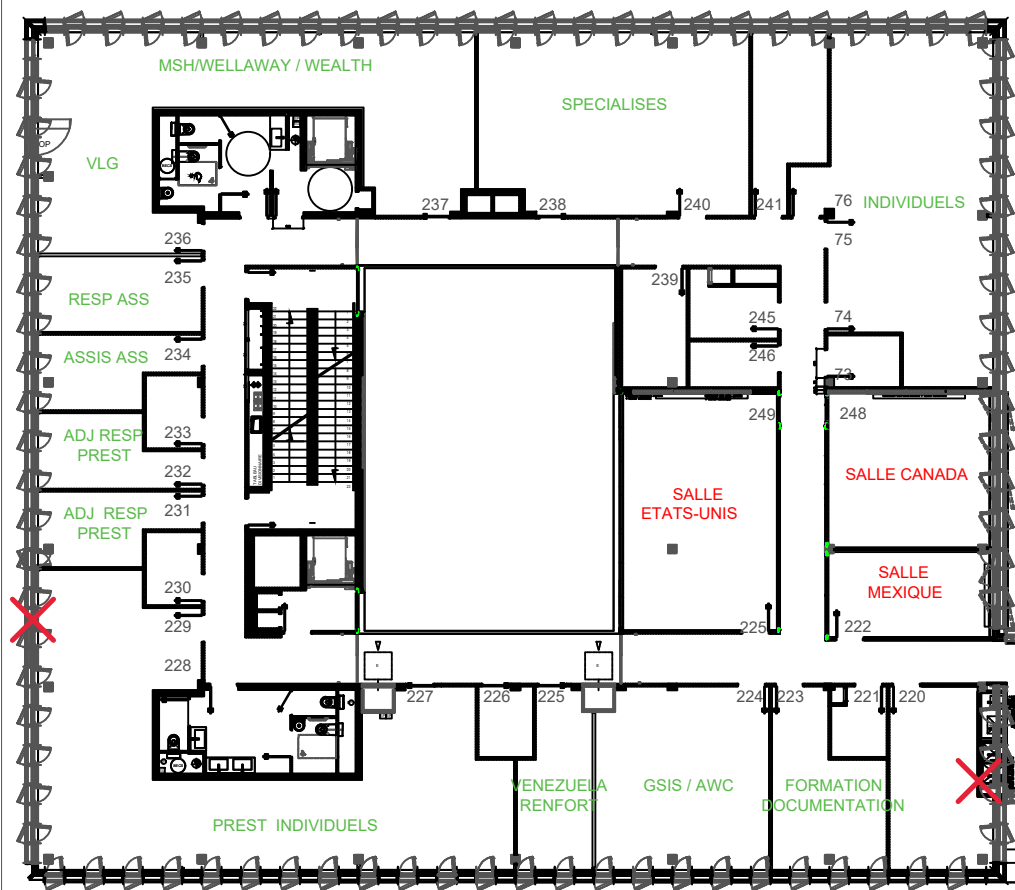 MSH/WELLAWAY / WEALTH
SPECIALISES
OP
VLG
237
238
240
241
76
INDIVIDUELS
75
236
235
239
RESP ASS
245
74
ASSIS ASS
234
246
73
249
248
ADJ RESP
PREST
233
232
SALLE CANADA
SALLE
ETATS-UNIS
ADJ RESP
PREST
231
230
SALLE
MEXIQUE
229
225
222
228
227
226
225
224
223
221
220
VENEZUELA
RENFORT
GSIS / AWC
FORMATION
DOCUMENTATION
PREST INDIVIDUELS